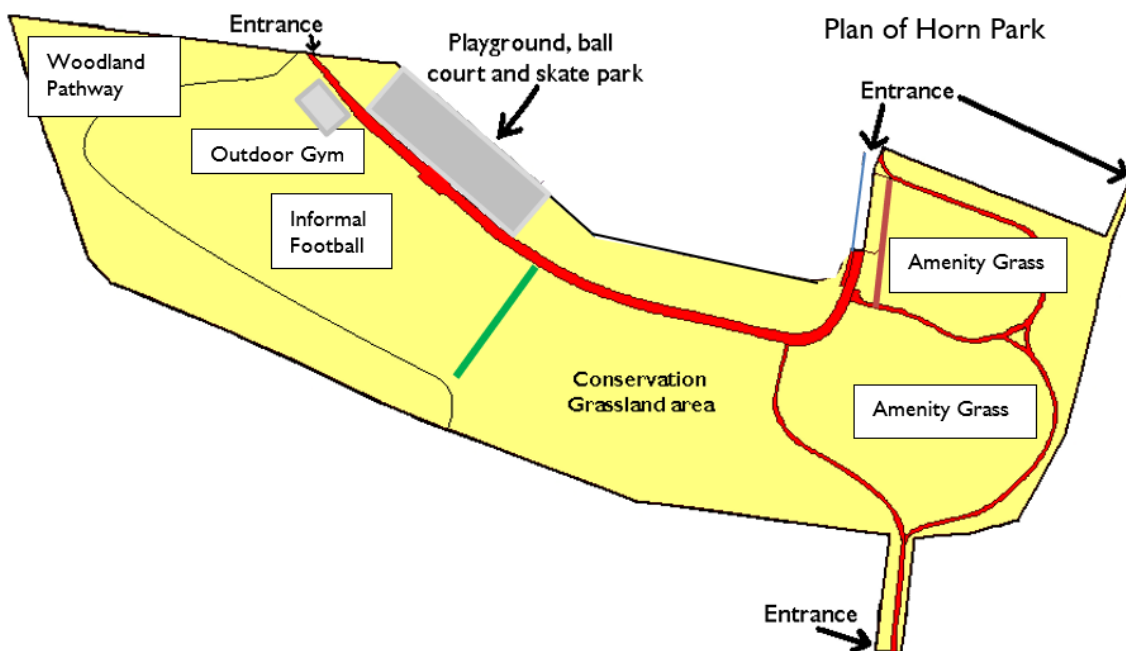 Plan of Horn Park
Entrance
Playground, ball
court and skate park
Woodland
Pathway
Entrance
Outdoor Gym
Informal
Football
Amenity Grass
Conservation
Grassland area
Amenity Grass
Entrance